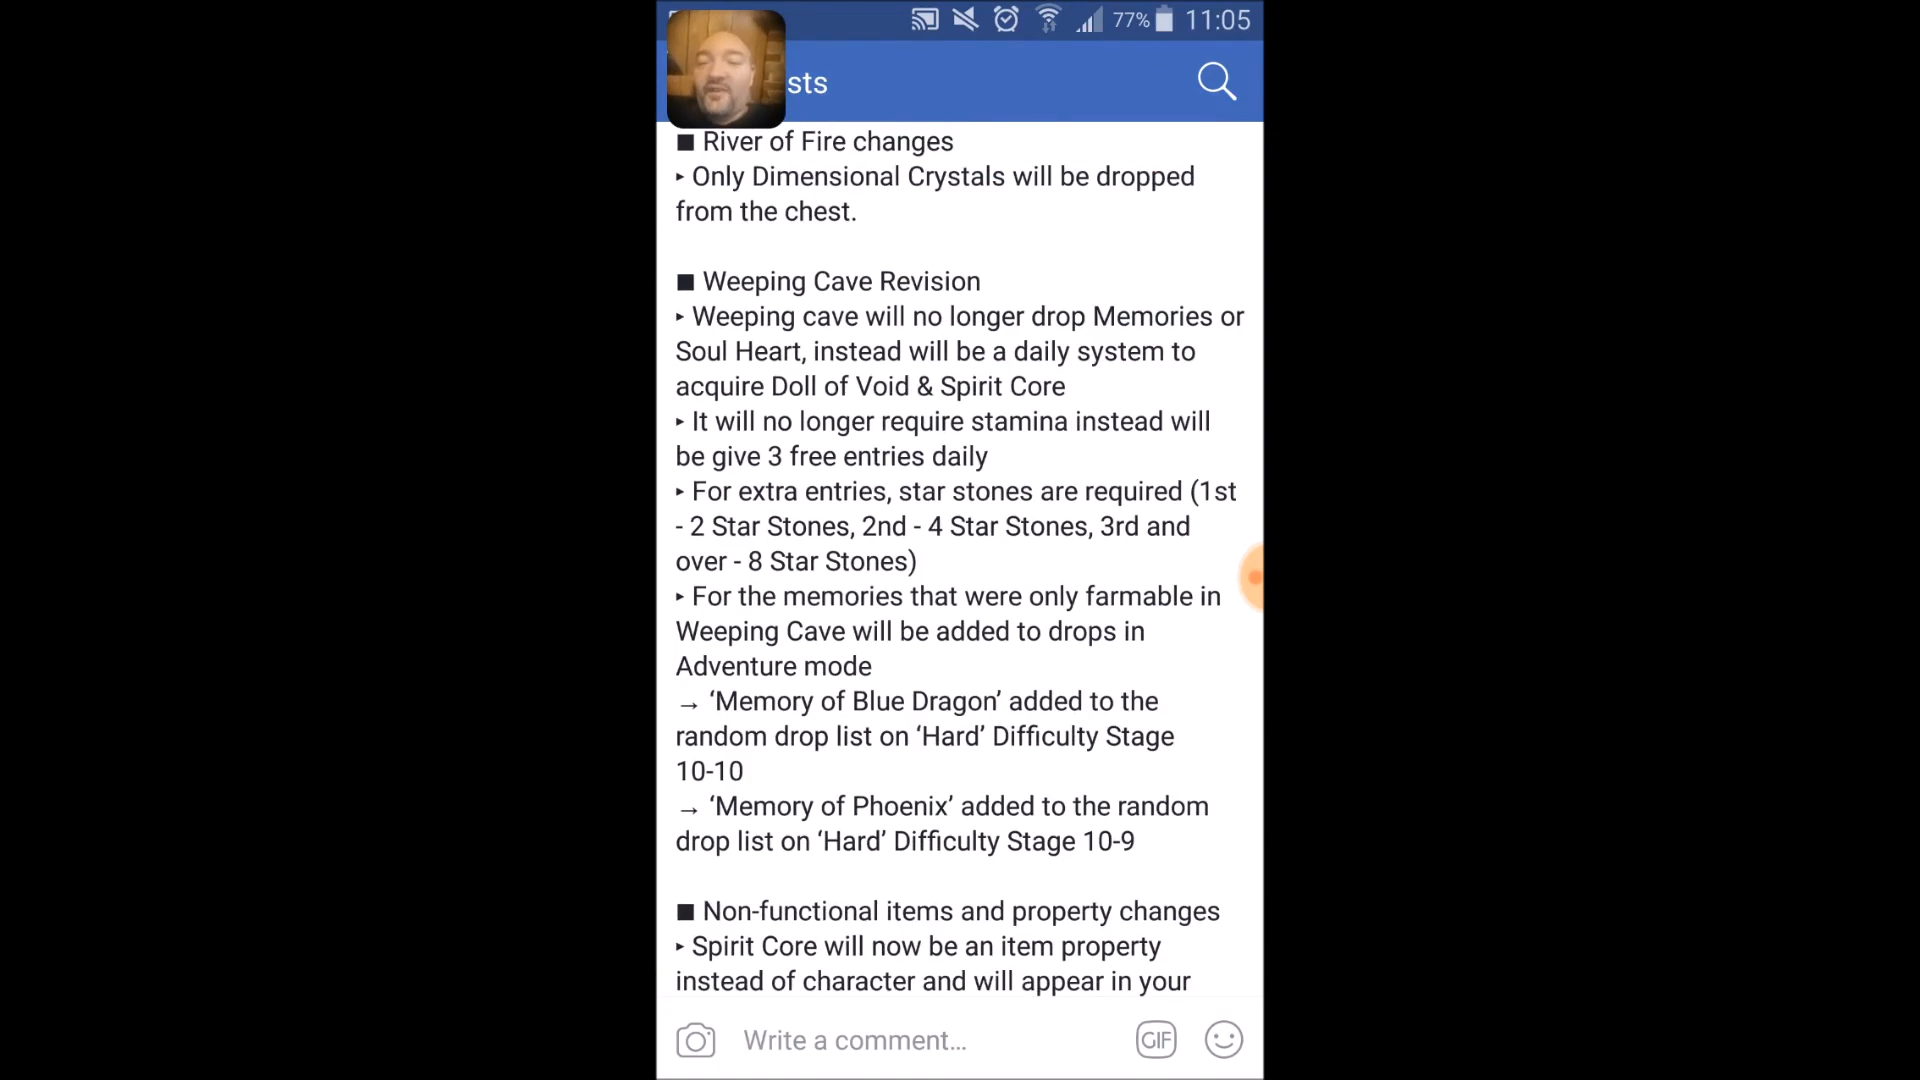 77% 11:05
sts
■ River of Fire changes
‣ Only Dimensional Crystals will be dropped
from the chest.
■ Weeping Cave Revision
‣ Weeping cave will no longer drop Memories or
Soul Heart, instead will be a daily system to
acquire Doll of Void & Spirit Core
‣ It will no longer require stamina instead will
be give 3 free entries daily
‣ For extra entries, star stones are required (1st
- 2 Star Stones, 2nd - 4 Star Stones, 3rd and
over - 8 Star Stones)
‣ For the memories that were only farmable in
Weeping Cave will be added to drops in
Adventure mode
→ ‘Memory of Blue Dragon’ added to the
random drop list on ‘Hard’ Difficulty Stage
10-10
→ ‘Memory of Phoenix’ added to the random
drop list on ‘Hard’ Difficulty Stage 10-9
■ Non-functional items and property changes
‣ Spirit Core will now be an item property
instead of character and will appear in your
Write a comment... GIF